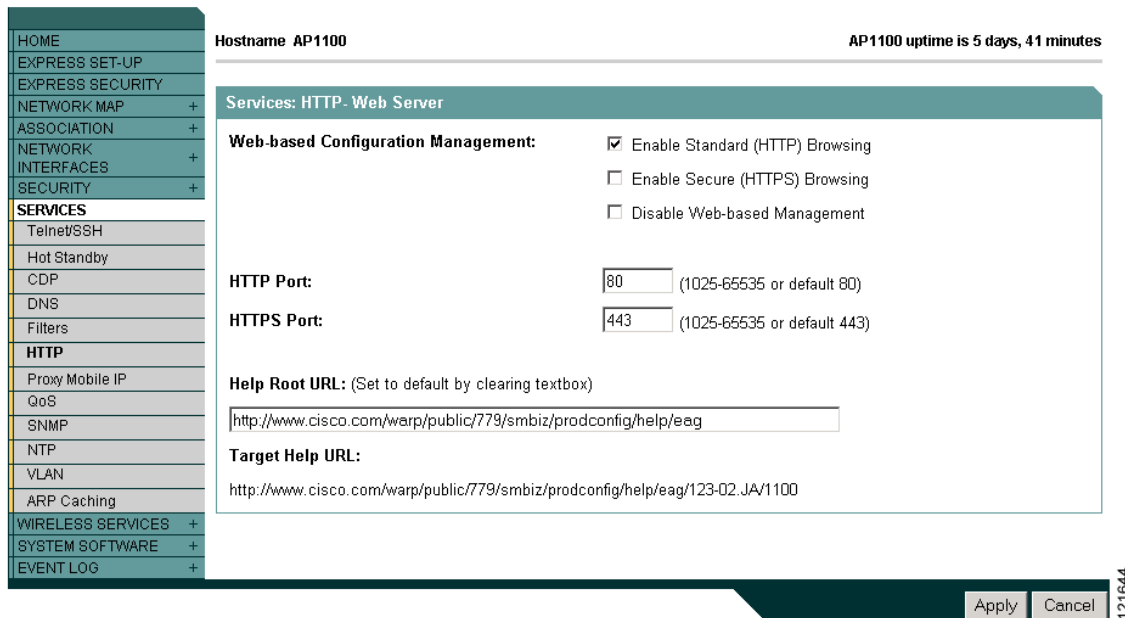 HOME
EXPRESS SET-UP
EXPRESS SECURITY
NETWORK MAP +
ASSOCIATION +
NETWORK
INTERFACES +
SECURITY +
SERVICES
Telnet/SSH
Hot Standby
CDP
DNS
Filters
HTTP
Proxy Mobile IP
QoS
SNMP
NTP
VLAN
ARP Caching
WIRELESS SERVICES +
SYSTEM SOFTWARE +
EVENT LOG +
Hostname AP1100
AP1100 uptime is 5 days, 41 minutes
Services: HTTP- Web Server
Web-based Configuration Management:
Enable Standard (HTTP) Browsing
Enable Secure (HTTPS) Browsing
Disable Web-based Management
HTTP Port: 80 (1025-65535 or default 80)
HTTPS Port: 443 (1025-65535 or default 443)
Help Root URL: (Set to default by clearing textbox)
http://www.cisco.com/warp/public/779/smbiz/prodconfig/help/eag
Target Help URL:
http://www.cisco.com/warp/public/779/smbiz/prodconfig/help/eag/123-02.JA/1100
Apply Cancel
121644